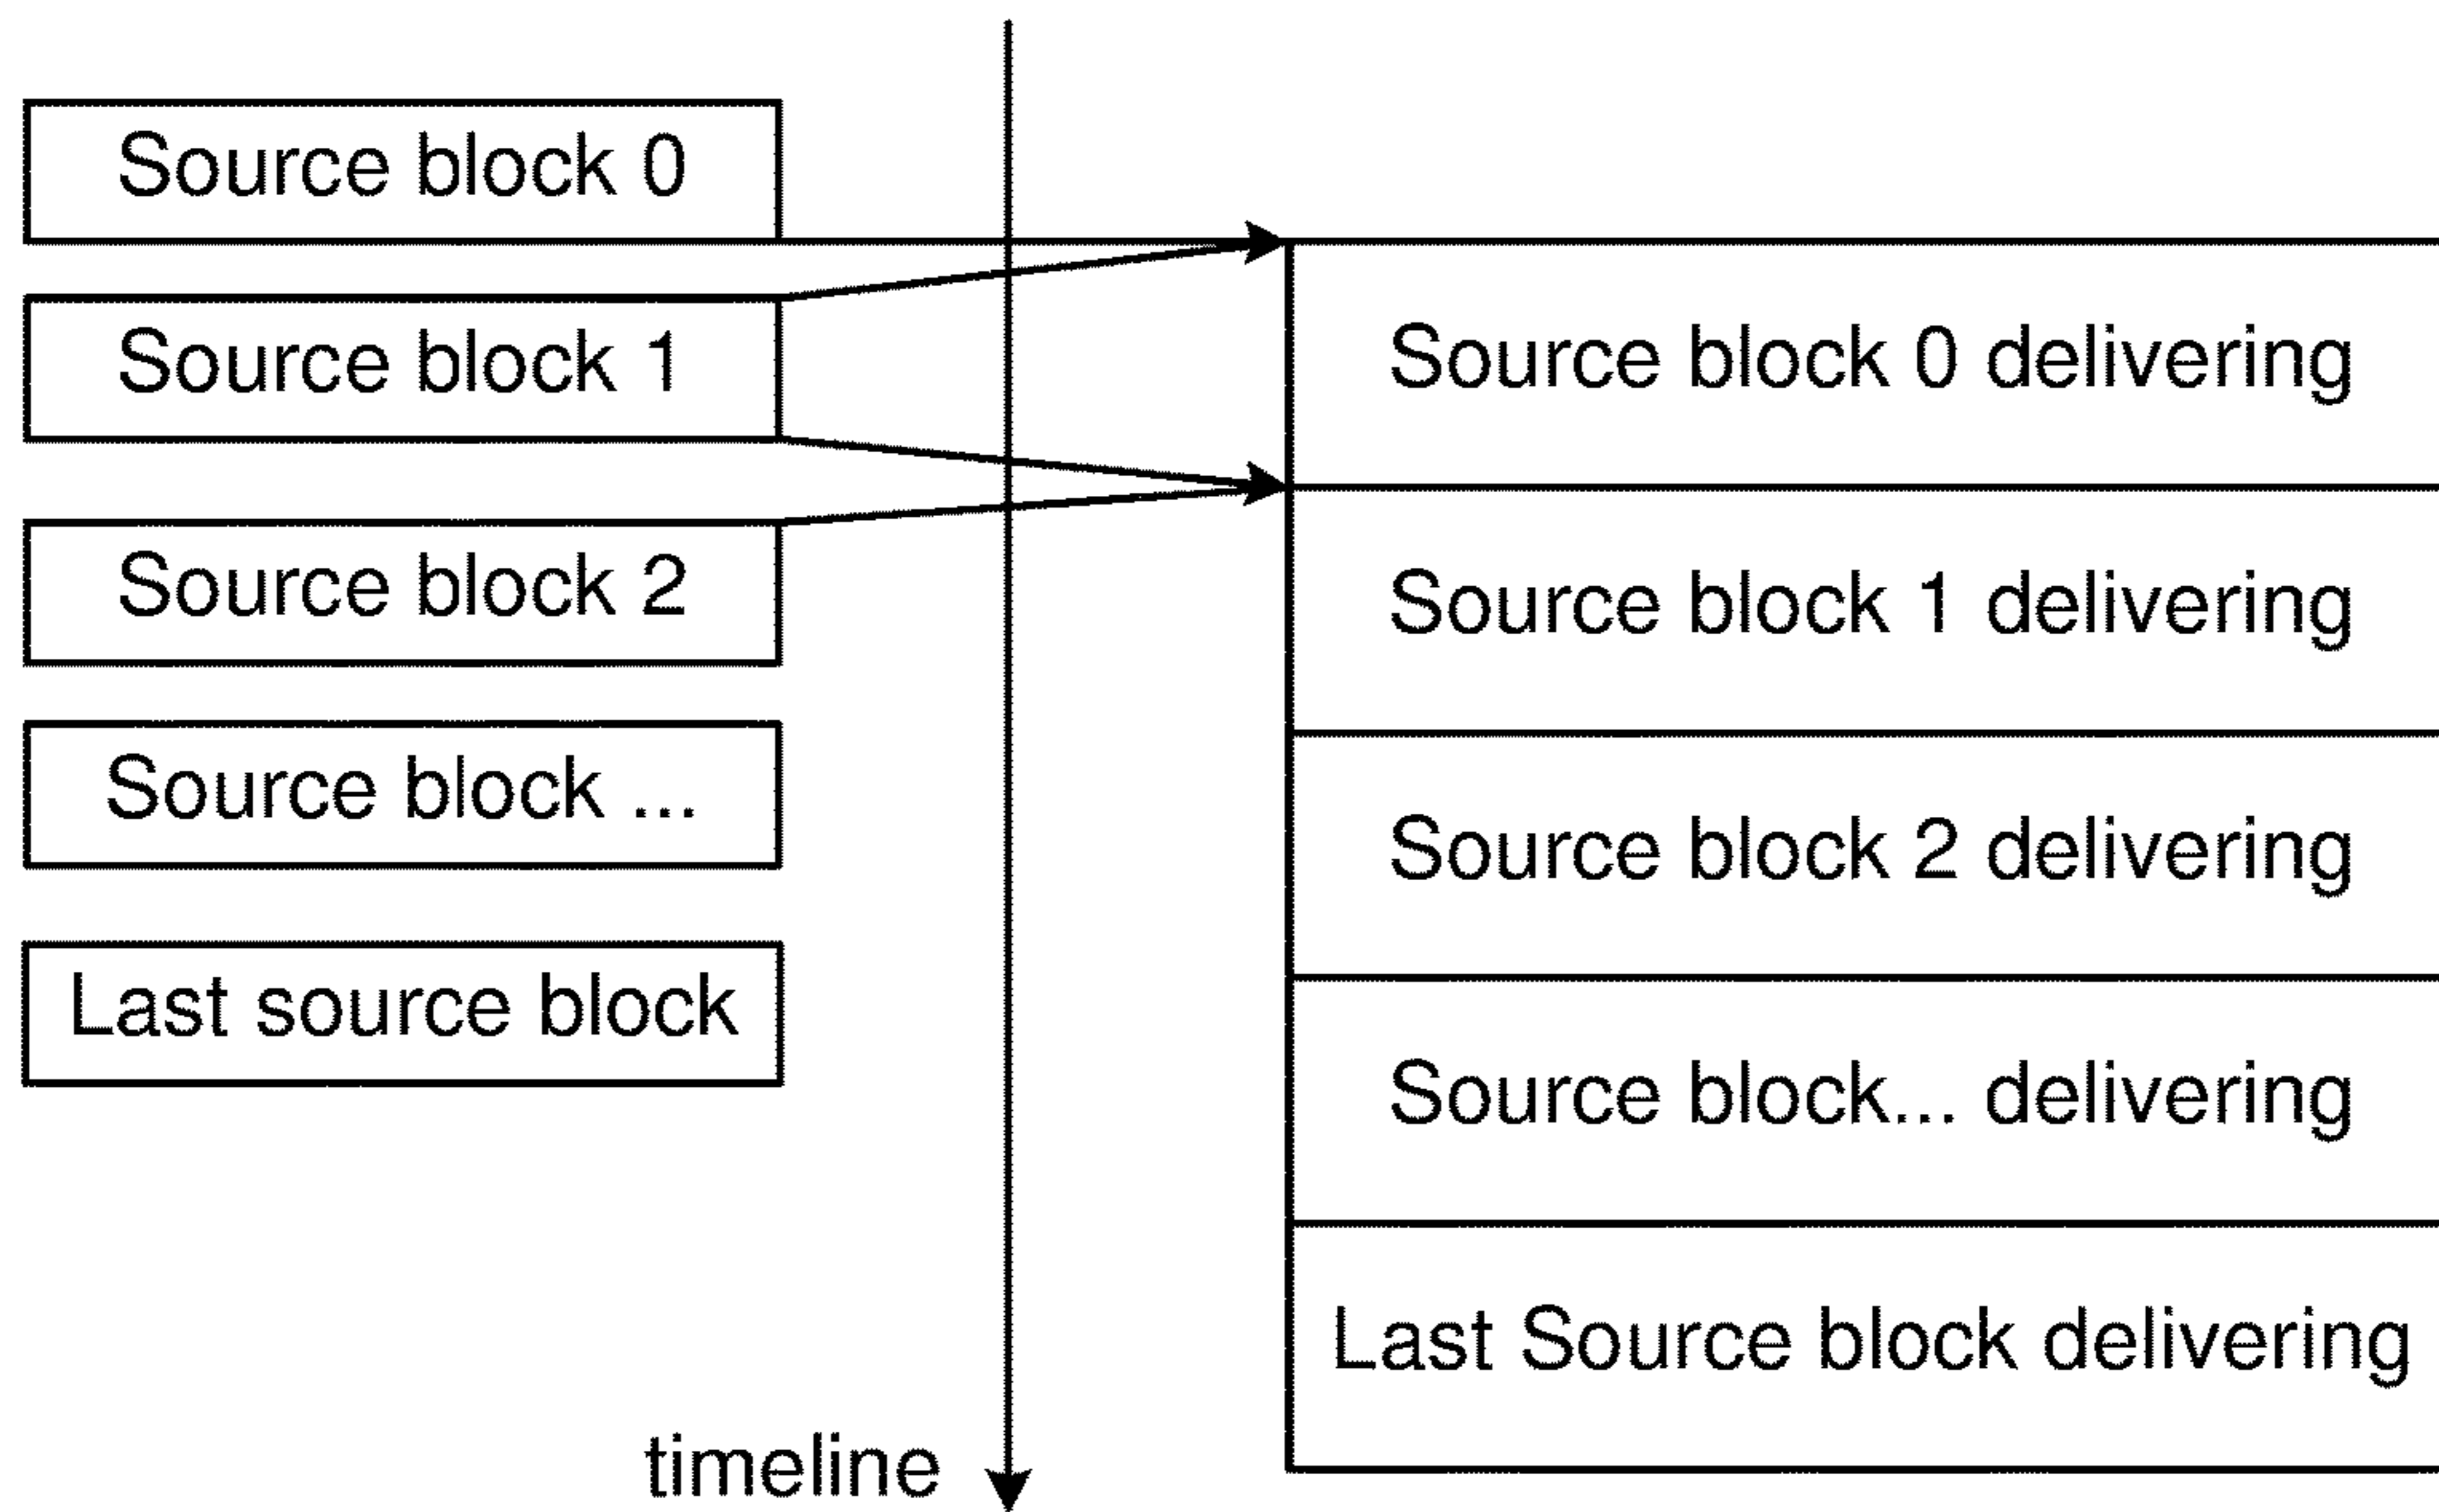 Source block 0
Source block 1
Source block 2
Source block ...
Last source block
timeline
Source block 0 delivering
Source block 1 delivering
Source block 2 delivering
Source block... delivering
Last Source block delivering